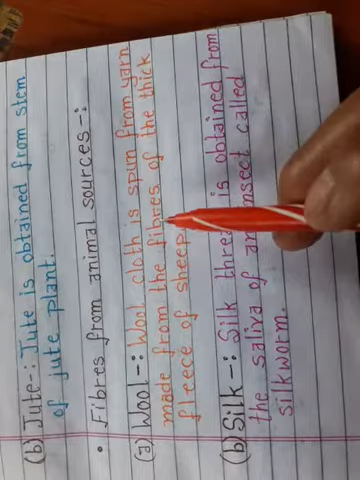 (b) Jute-: Jute is obtained from stem
of jute plant.
• Fibres from animal sources-:
(a) Wool-: Wool cloth is spun from yarn
made from the fibres of the thick
fleece of sheep
(b) Silk-: Silk is obtained from
the saliva of an insect called
silkworm.